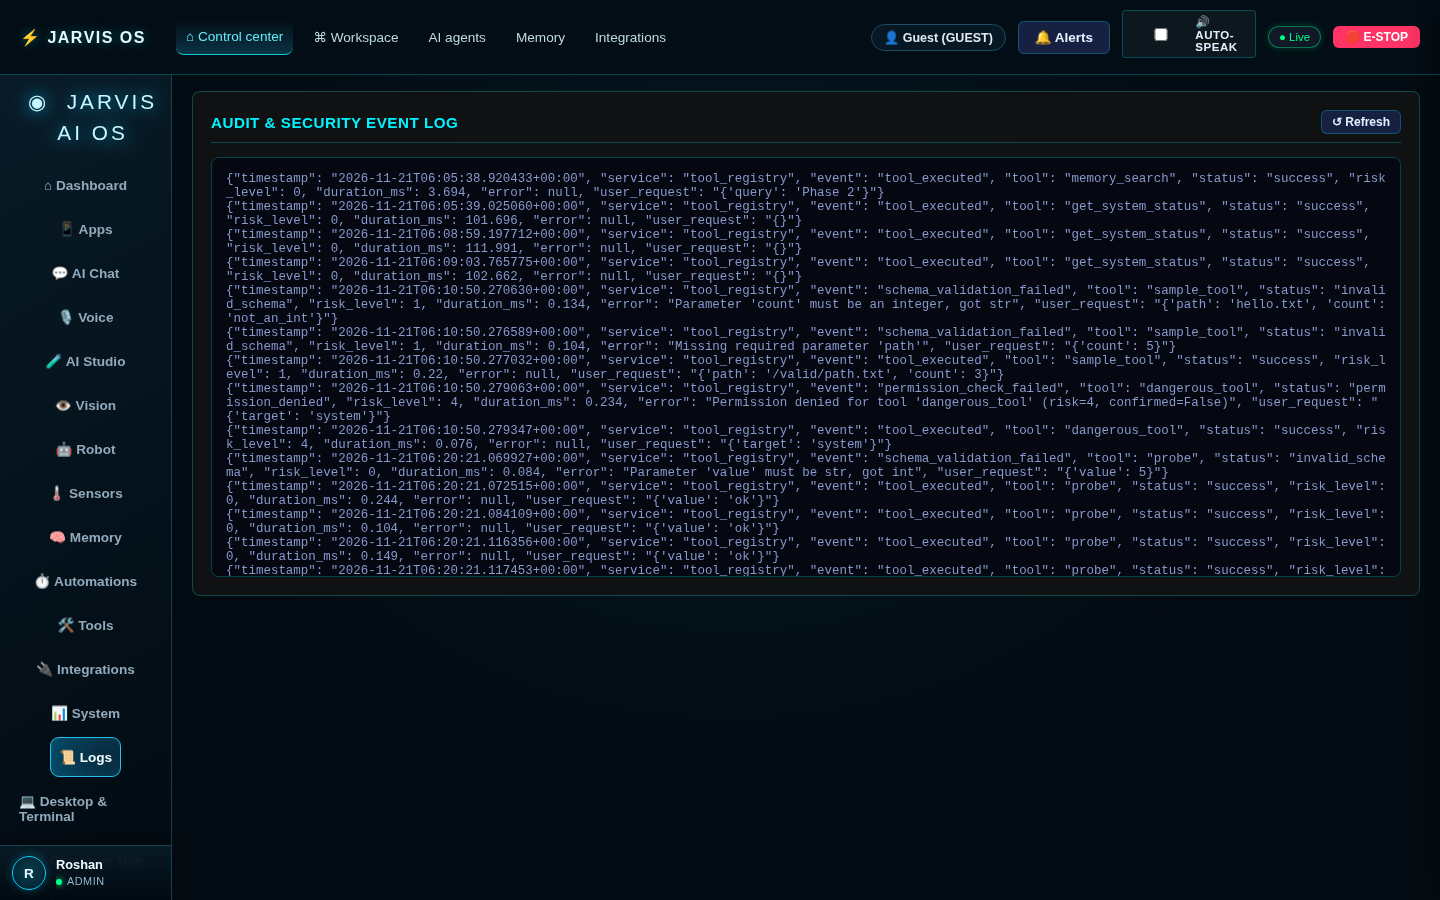 ⚡ JARVIS OS
⌂ Control center
⌘ Workspace
AI agents
Memory
Integrations
👤 Guest (GUEST)
🔔 Alerts
🔊
AUTO-
SPEAK
● Live
🛑 E-STOP
◉ JARVIS
AI OS
⌂ Dashboard
📱 Apps
💬 AI Chat
🎙️ Voice
🧪 AI Studio
👁️ Vision
🤖 Robot
🌡️ Sensors
🧠 Memory
⏱️ Automations
🛠️ Tools
🔌 Integrations
📊 System
📜 Logs
💻 Desktop &
Terminal
R
Roshan
ADMIN
AUDIT & SECURITY EVENT LOG
↺ Refresh
{"timestamp": "2026-11-21T06:05:38.920433+00:00", "service": "tool_registry", "event": "tool_executed", "tool": "memory_search", "status": "success", "risk
_level": 0, "duration_ms": 3.694, "error": null, "user_request": "{'query': 'Phase 2'}"}
{"timestamp": "2026-11-21T06:05:39.025060+00:00", "service": "tool_registry", "event": "tool_executed", "tool": "get_system_status", "status": "success",
"risk_level": 0, "duration_ms": 101.696, "error": null, "user_request": "{}"}
{"timestamp": "2026-11-21T06:08:59.197712+00:00", "service": "tool_registry", "event": "tool_executed", "tool": "get_system_status", "status": "success",
"risk_level": 0, "duration_ms": 111.991, "error": null, "user_request": "{}"}
{"timestamp": "2026-11-21T06:09:03.765775+00:00", "service": "tool_registry", "event": "tool_executed", "tool": "get_system_status", "status": "success",
"risk_level": 0, "duration_ms": 102.662, "error": null, "user_request": "{}"}
{"timestamp": "2026-11-21T06:10:50.270630+00:00", "service": "tool_registry", "event": "schema_validation_failed", "tool": "sample_tool", "status": "invali
d_schema", "risk_level": 1, "duration_ms": 0.134, "error": "Parameter 'count' must be an integer, got str", "user_request": "{'path': 'hello.txt', 'count':
'not_an_int'}"}
{"timestamp": "2026-11-21T06:10:50.276589+00:00", "service": "tool_registry", "event": "schema_validation_failed", "tool": "sample_tool", "status": "invali
d_schema", "risk_level": 1, "duration_ms": 0.104, "error": "Missing required parameter 'path'", "user_request": "{'count': 5}"}
{"timestamp": "2026-11-21T06:10:50.277032+00:00", "service": "tool_registry", "event": "tool_executed", "tool": "sample_tool", "status": "success", "risk_l
evel": 1, "duration_ms": 0.22, "error": null, "user_request": "{'path': '/valid/path.txt', 'count': 3}"}
{"timestamp": "2026-11-21T06:10:50.279063+00:00", "service": "tool_registry", "event": "permission_check_failed", "tool": "dangerous_tool", "status": "perm
ission_denied", "risk_level": 4, "duration_ms": 0.234, "error": "Permission denied for tool 'dangerous_tool' (risk=4, confirmed=False)", "user_request": "
{'target': 'system'}"}
{"timestamp": "2026-11-21T06:10:50.279347+00:00", "service": "tool_registry", "event": "tool_executed", "tool": "dangerous_tool", "status": "success", "ris
k_level": 4, "duration_ms": 0.076, "error": null, "user_request": "{'target': 'system'}"}
{"timestamp": "2026-11-21T06:20:21.069927+00:00", "service": "tool_registry", "event": "schema_validation_failed", "tool": "probe", "status": "invalid_sche
ma", "risk_level": 0, "duration_ms": 0.084, "error": "Parameter 'value' must be str, got int", "user_request": "{'value': 5}"}
{"timestamp": "2026-11-21T06:20:21.072515+00:00", "service": "tool_registry", "event": "tool_executed", "tool": "probe", "status": "success", "risk_level":
0, "duration_ms": 0.244, "error": null, "user_request": "{'value': 'ok'}"}
{"timestamp": "2026-11-21T06:20:21.084109+00:00", "service": "tool_registry", "event": "tool_executed", "tool": "probe", "status": "success", "risk_level":
0, "duration_ms": 0.104, "error": null, "user_request": "{'value': 'ok'}"}
{"timestamp": "2026-11-21T06:20:21.116356+00:00", "service": "tool_registry", "event": "tool_executed", "tool": "probe", "status": "success", "risk_level":
0, "duration_ms": 0.149, "error": null, "user_request": "{'value': 'ok'}"}
{"timestamp": "2026-11-21T06:20:21.117453+00:00", "service": "tool_registry", "event": "tool_executed", "tool": "probe", "status": "success", "risk_level":